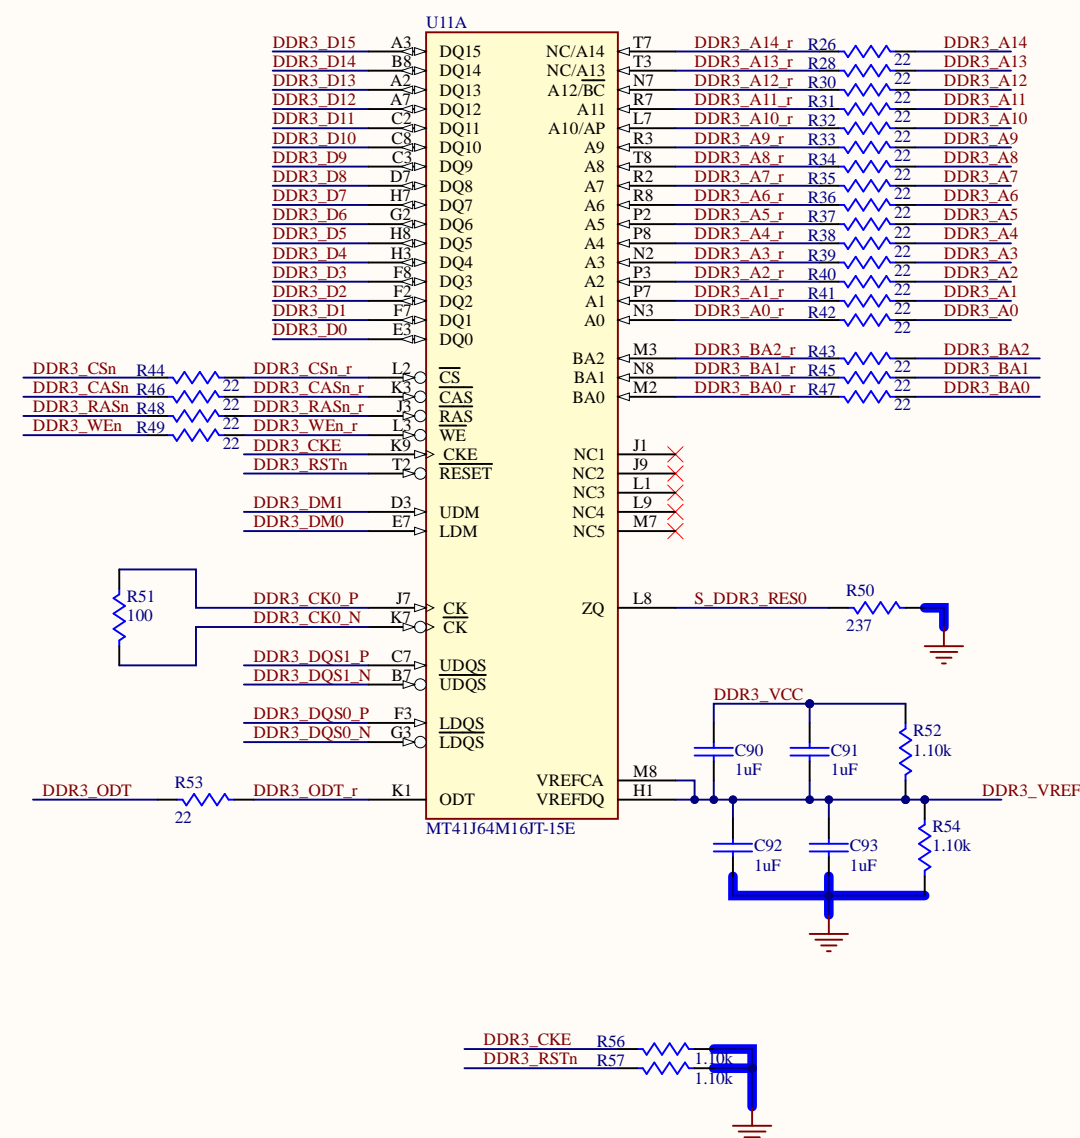 U11A
DDR3_D15 A3 DQ15 NC/A14 T7 DDR3_A14_r R26 22 DDR3_A14
DDR3_D14 B8 DQ14 NC/A13 T3 DDR3_A13_r R28 22 DDR3_A13
DDR3_D13 A2 DQ13 A12/BC N7 DDR3_A12_r R30 22 DDR3_A12
DDR3_D12 A7 DQ12 A11 R7 DDR3_A11_r R31 22 DDR3_A11
DDR3_D11 C2 DQ11 A10/AP L7 DDR3_A10_r R32 22 DDR3_A10
DDR3_D10 C8 DQ10 A9 R3 DDR3_A9_r R33 22 DDR3_A9
DDR3_D9 C3 DQ9 A8 T8 DDR3_A8_r R34 22 DDR3_A8
DDR3_D8 D7 DQ8 A7 R2 DDR3_A7_r R35 22 DDR3_A7
DDR3_D7 H7 DQ7 A6 R8 DDR3_A6_r R36 22 DDR3_A6
DDR3_D6 G2 DQ6 A5 P2 DDR3_A5_r R37 22 DDR3_A5
DDR3_D5 H8 DQ5 A4 P8 DDR3_A4_r R38 22 DDR3_A4
DDR3_D4 H3 DQ4 A3 N2 DDR3_A3_r R39 22 DDR3_A3
DDR3_D3 F8 DQ3 A2 P3 DDR3_A2_r R40 22 DDR3_A2
DDR3_D2 F2 DQ2 A1 P7 DDR3_A1_r R41 22 DDR3_A1
DDR3_D1 F7 DQ1 A0 N3 DDR3_A0_r R42 22 DDR3_A0
DDR3_D0 E3 DQ0
BA2 M3 DDR3_BA2_r R43 22 DDR3_BA2
DDR3_CSn R44 22 DDR3_CSn_r L2 CS BA1 N8 DDR3_BA1_r R45 22 DDR3_BA1
DDR3_CASn R46 22 DDR3_CASn_r K3 CAS BA0 M2 DDR3_BA0_r R47 22 DDR3_BA0
DDR3_RASn R48 22 DDR3_RASn_r J3 RAS
DDR3_WEn R49 22 DDR3_WEn_r L3 WE
DDR3_CKE K9 CKE NC1 J1
DDR3_RSTn T2 RESET NC2 J9
NC3 L1
DDR3_DM1 D3 UDM NC4 L9
DDR3_DM0 E7 LDM NC5 M7
R51 100
DDR3_CK0_P J7 CK ZQ L8 S_DDR3_RES0 R50 237
DDR3_CK0_N K7 CK
DDR3_DQS1_P C7 UDQS
DDR3_DQS1_N B7 UDQS
DDR3_VCC
DDR3_DQS0_P F3 LDQS
DDR3_DQS0_N G3 LDQS
C90 1uF C91 1uF R52 1.10k
VREFCA M8
DDR3_ODT R53 22 DDR3_ODT_r K1 ODT VREFDQ H1 DDR3_VREF
MT41J64M16JT-15E
C92 1uF C93 1uF R54 1.10k
DDR3_CKE R56 1.10k
DDR3_RSTn R57 1.10k